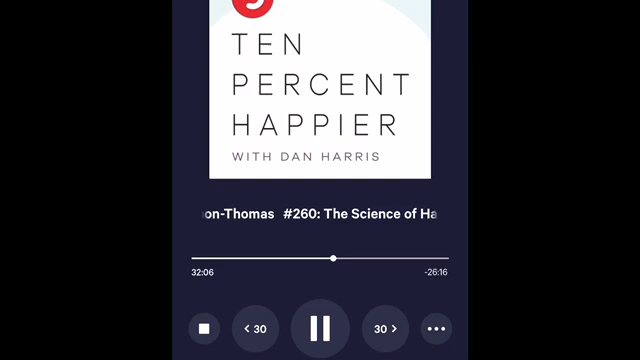 TEN
PERCENT
HAPPIER
WITH DAN HARRIS
on-Thomas #260: The Science of Ha
32:06 -26:16
< 30 30 >